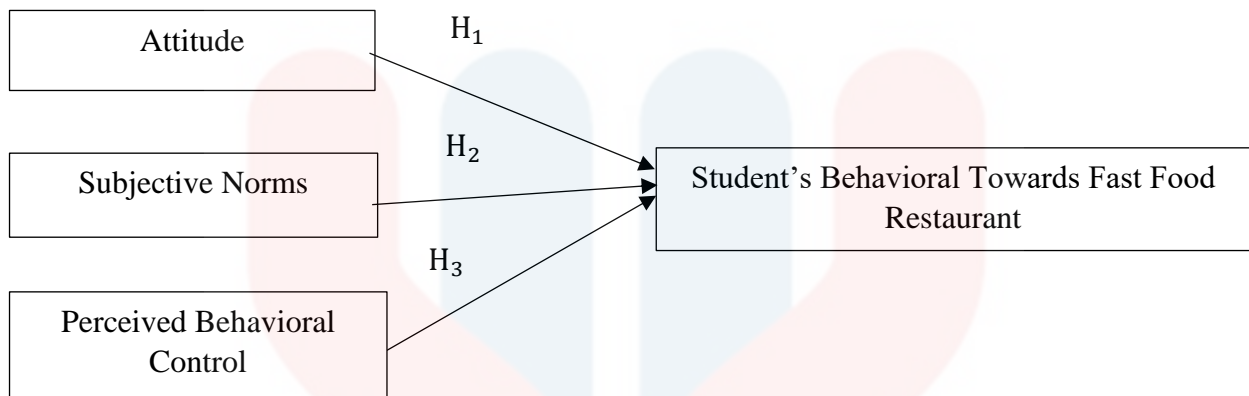 Attitude
H₁
Subjective Norms
H₂
Student's Behavioral Towards Fast Food
Restaurant
H₃
Perceived Behavioral
Control